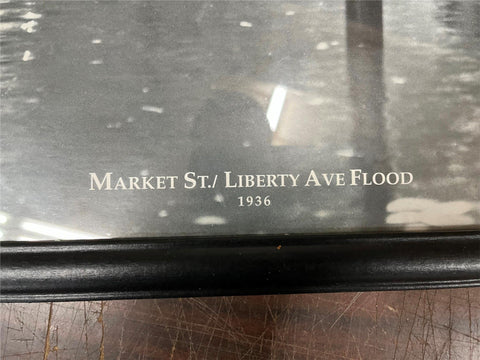 MARKET ST./ LIBERTY AVE FLOOD
1936